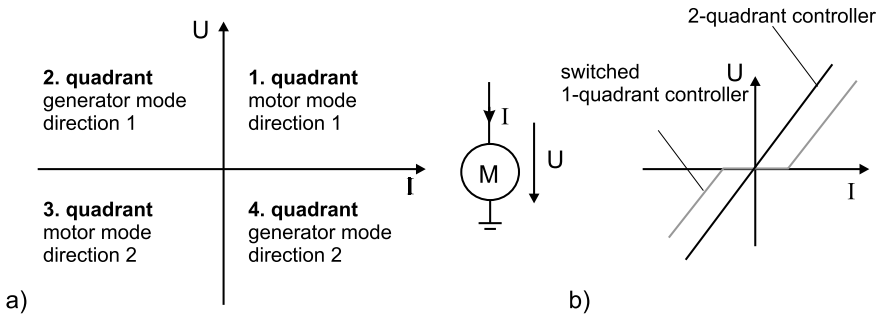 U
2. quadrant
generator mode
direction 1
1. quadrant
motor mode
direction 1
I
3. quadrant
motor mode
direction 2
4. quadrant
generator mode
direction 2
a)
I
M
U
2-quadrant controller
switched
1-quadrant controller
U
I
b)